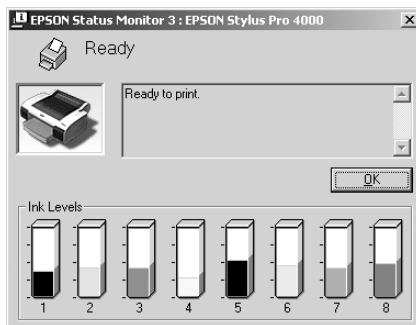 EPSON Status Monitor 3 : EPSON Stylus Pro 4000
Ready
Ready to print.
OK
Ink Levels
1 2 3 4 5 6 7 8